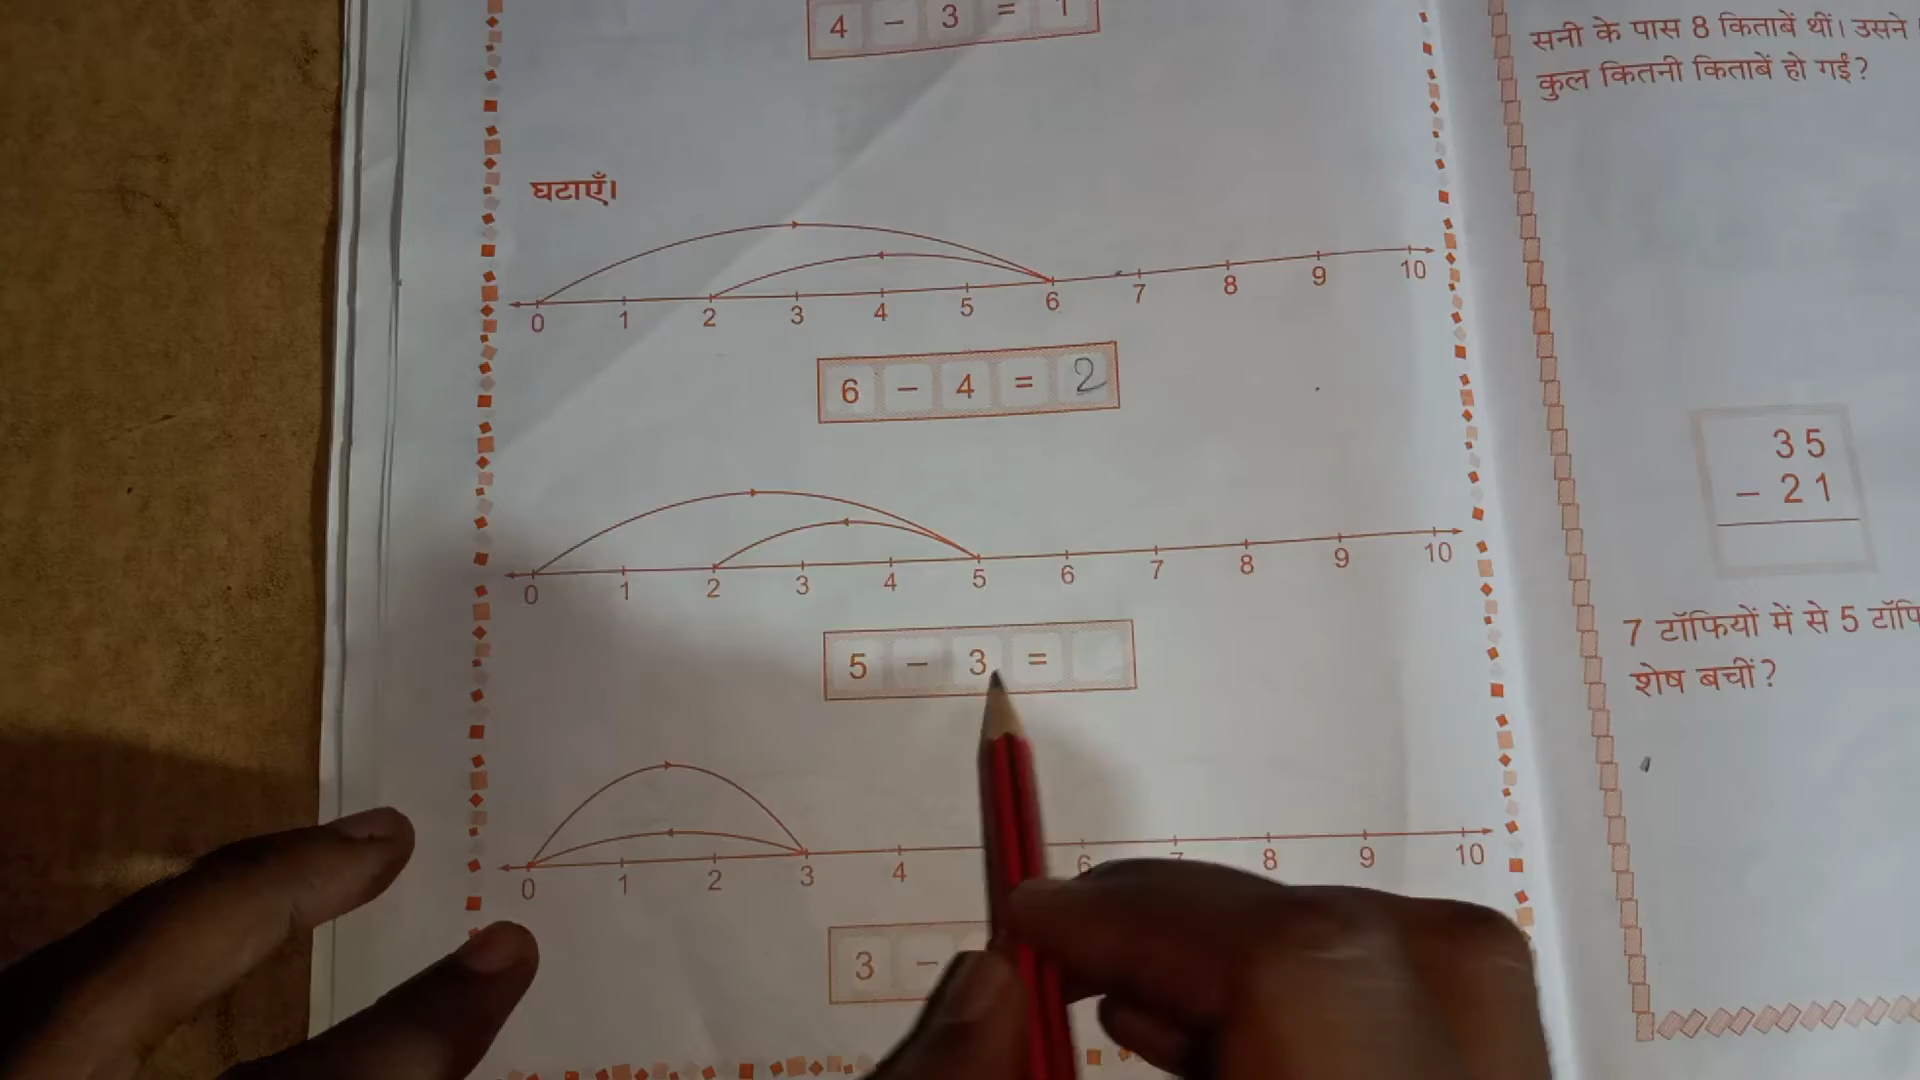 4 - 3 = 1
घटाएँ।
0 1 2 3 4 5 6 7 8 9 10
6 - 4 = 2
0 1 2 3 4 5 6 7 8 9 10
5 - 3 =
0 1 2 3 4 6 7 8 9 10
3 -
सनी के पास 8 किताबें थीं। उसने
कुल कितनी किताबें हो गईं?
35
- 21
7 टॉफियों में से 5
शेष बचीं?